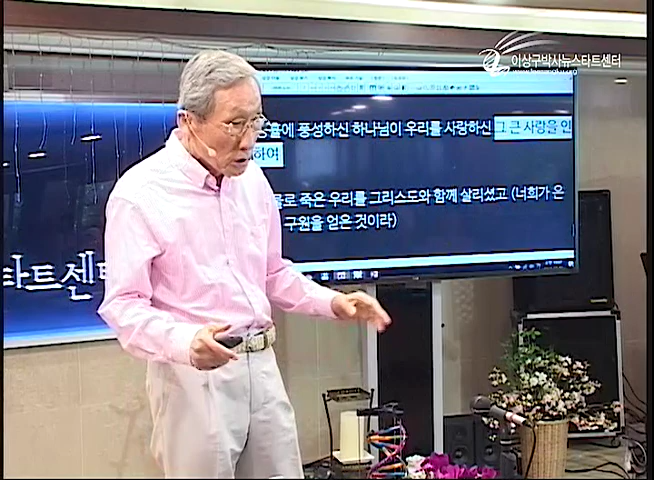 이상구박사뉴스타트센터
긍휼에 풍성하신 하나님이 우리를 사랑하신 그 큰 사랑을 인
하여
물로 죽은 우리를 그리스도와 함께 살리셨고 (너희가 은
구원을 얻은 것이라)
타트센